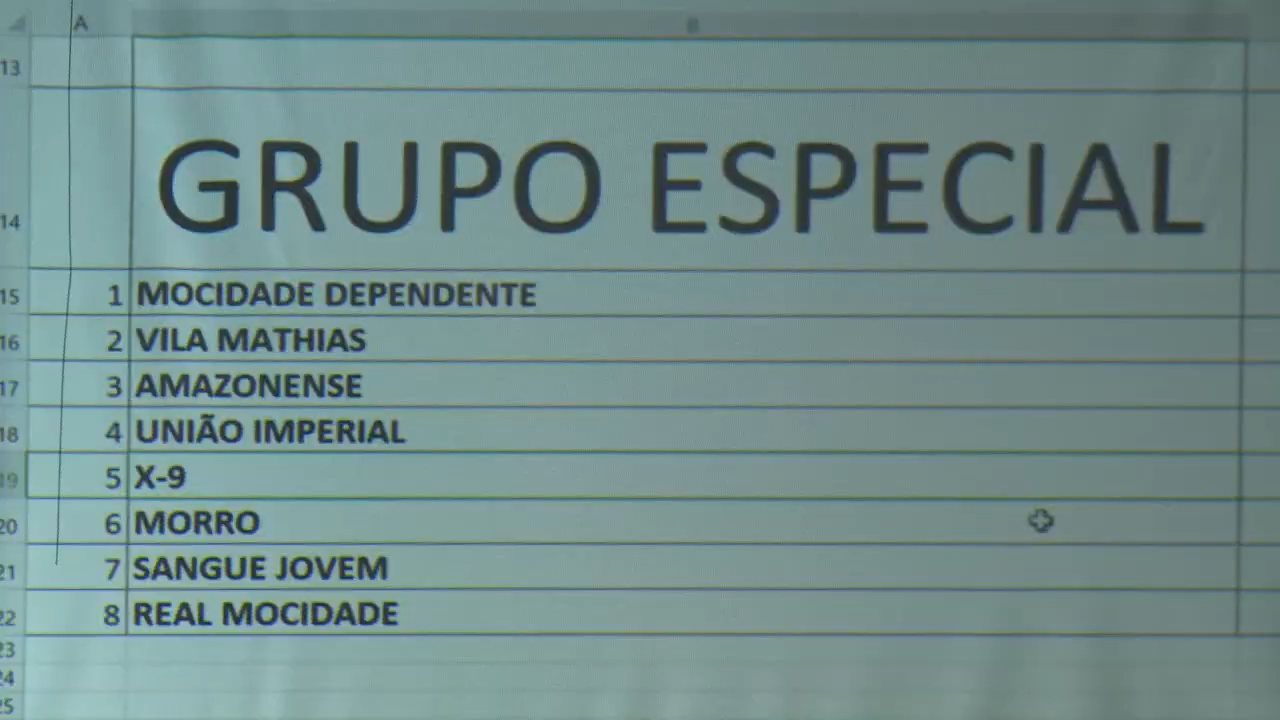 A B
13
14 GRUPO ESPECIAL
15 1 MOCIDADE DEPENDENTE
16 2 VILA MATHIAS
17 3 AMAZONENSE
18 4 UNIÃO IMPERIAL
19 5 X-9
20 6 MORRO
21 7 SANGUE JOVEM
22 8 REAL MOCIDADE
23
24
25